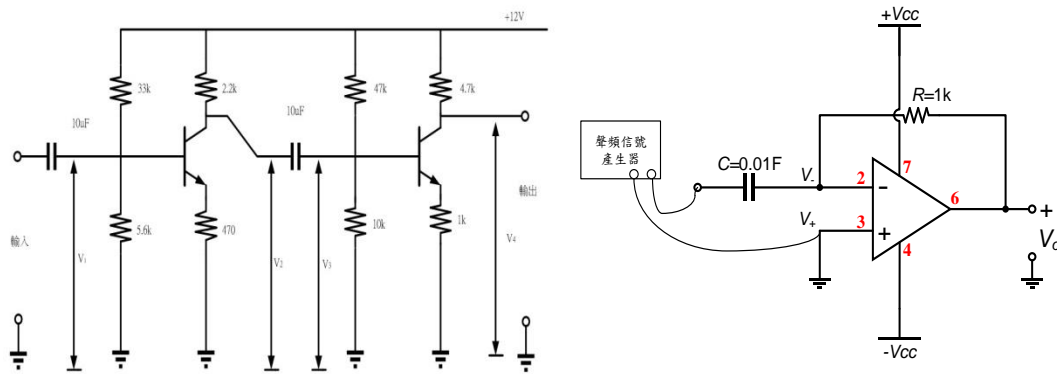 +12V
33k
2.2k
47k
4.7k
10uF
10uF
輸入
5.6k
V₁
470
V₂
V₃
10k
1k
V₄
輸出
+Vcc
R=1k
聲頻信號
產生器
C=0.01F
V-
2
7
6
V+
3
4
+
Vo
-Vcc